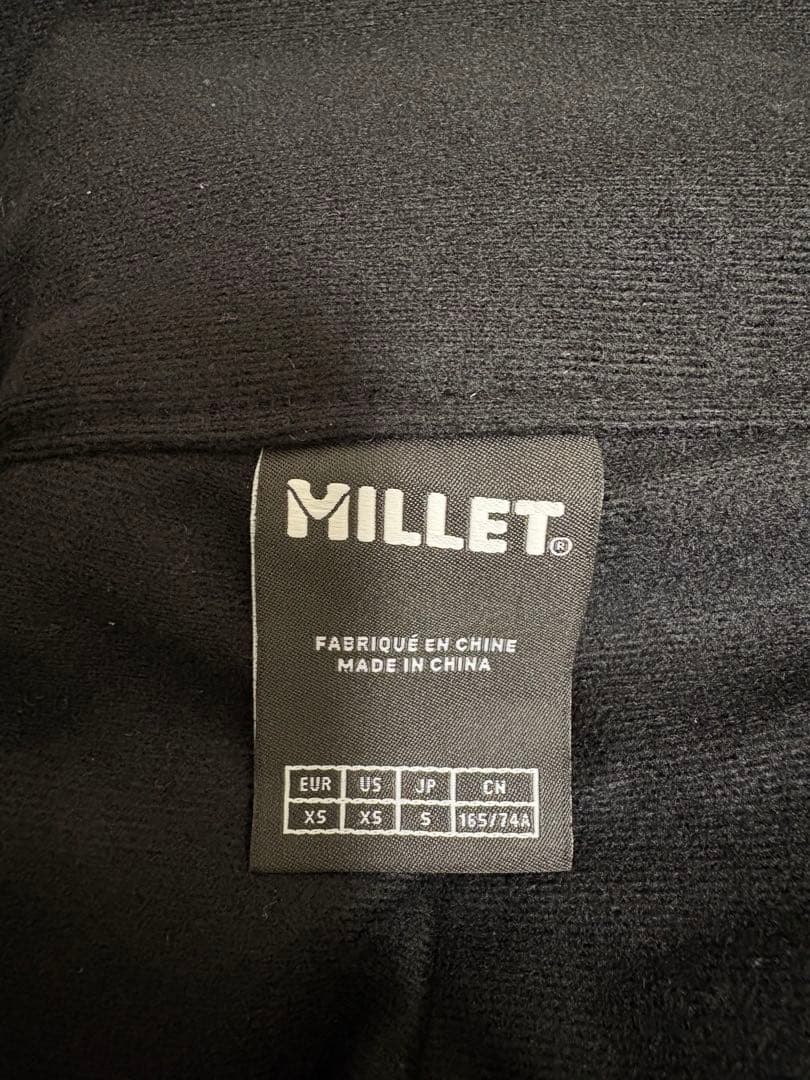 MILLET®
FABRIQUÉ EN CHINE
MADE IN CHINA
EUR US JP CN
XS XS S 165/74A